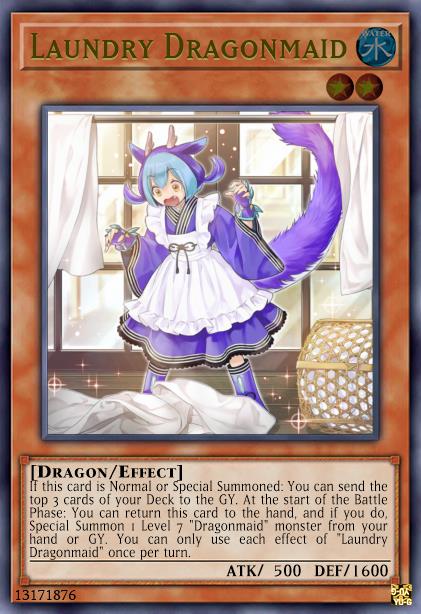 LAUNDRY DRAGONMAID
WATER
水
[DRAGON/EFFECT]
If this card is Normal or Special Summoned: You can send the
top 3 cards of your Deck to the GY. At the start of the Battle
Phase: You can return this card to the hand, and if you do,
Special Summon 1 Level 7 "Dragonmaid" monster from your
hand or GY. You can only use each effect of "Laundry
Dragonmaid" once per turn.
ATK/ 500 DEF/1600
13171876